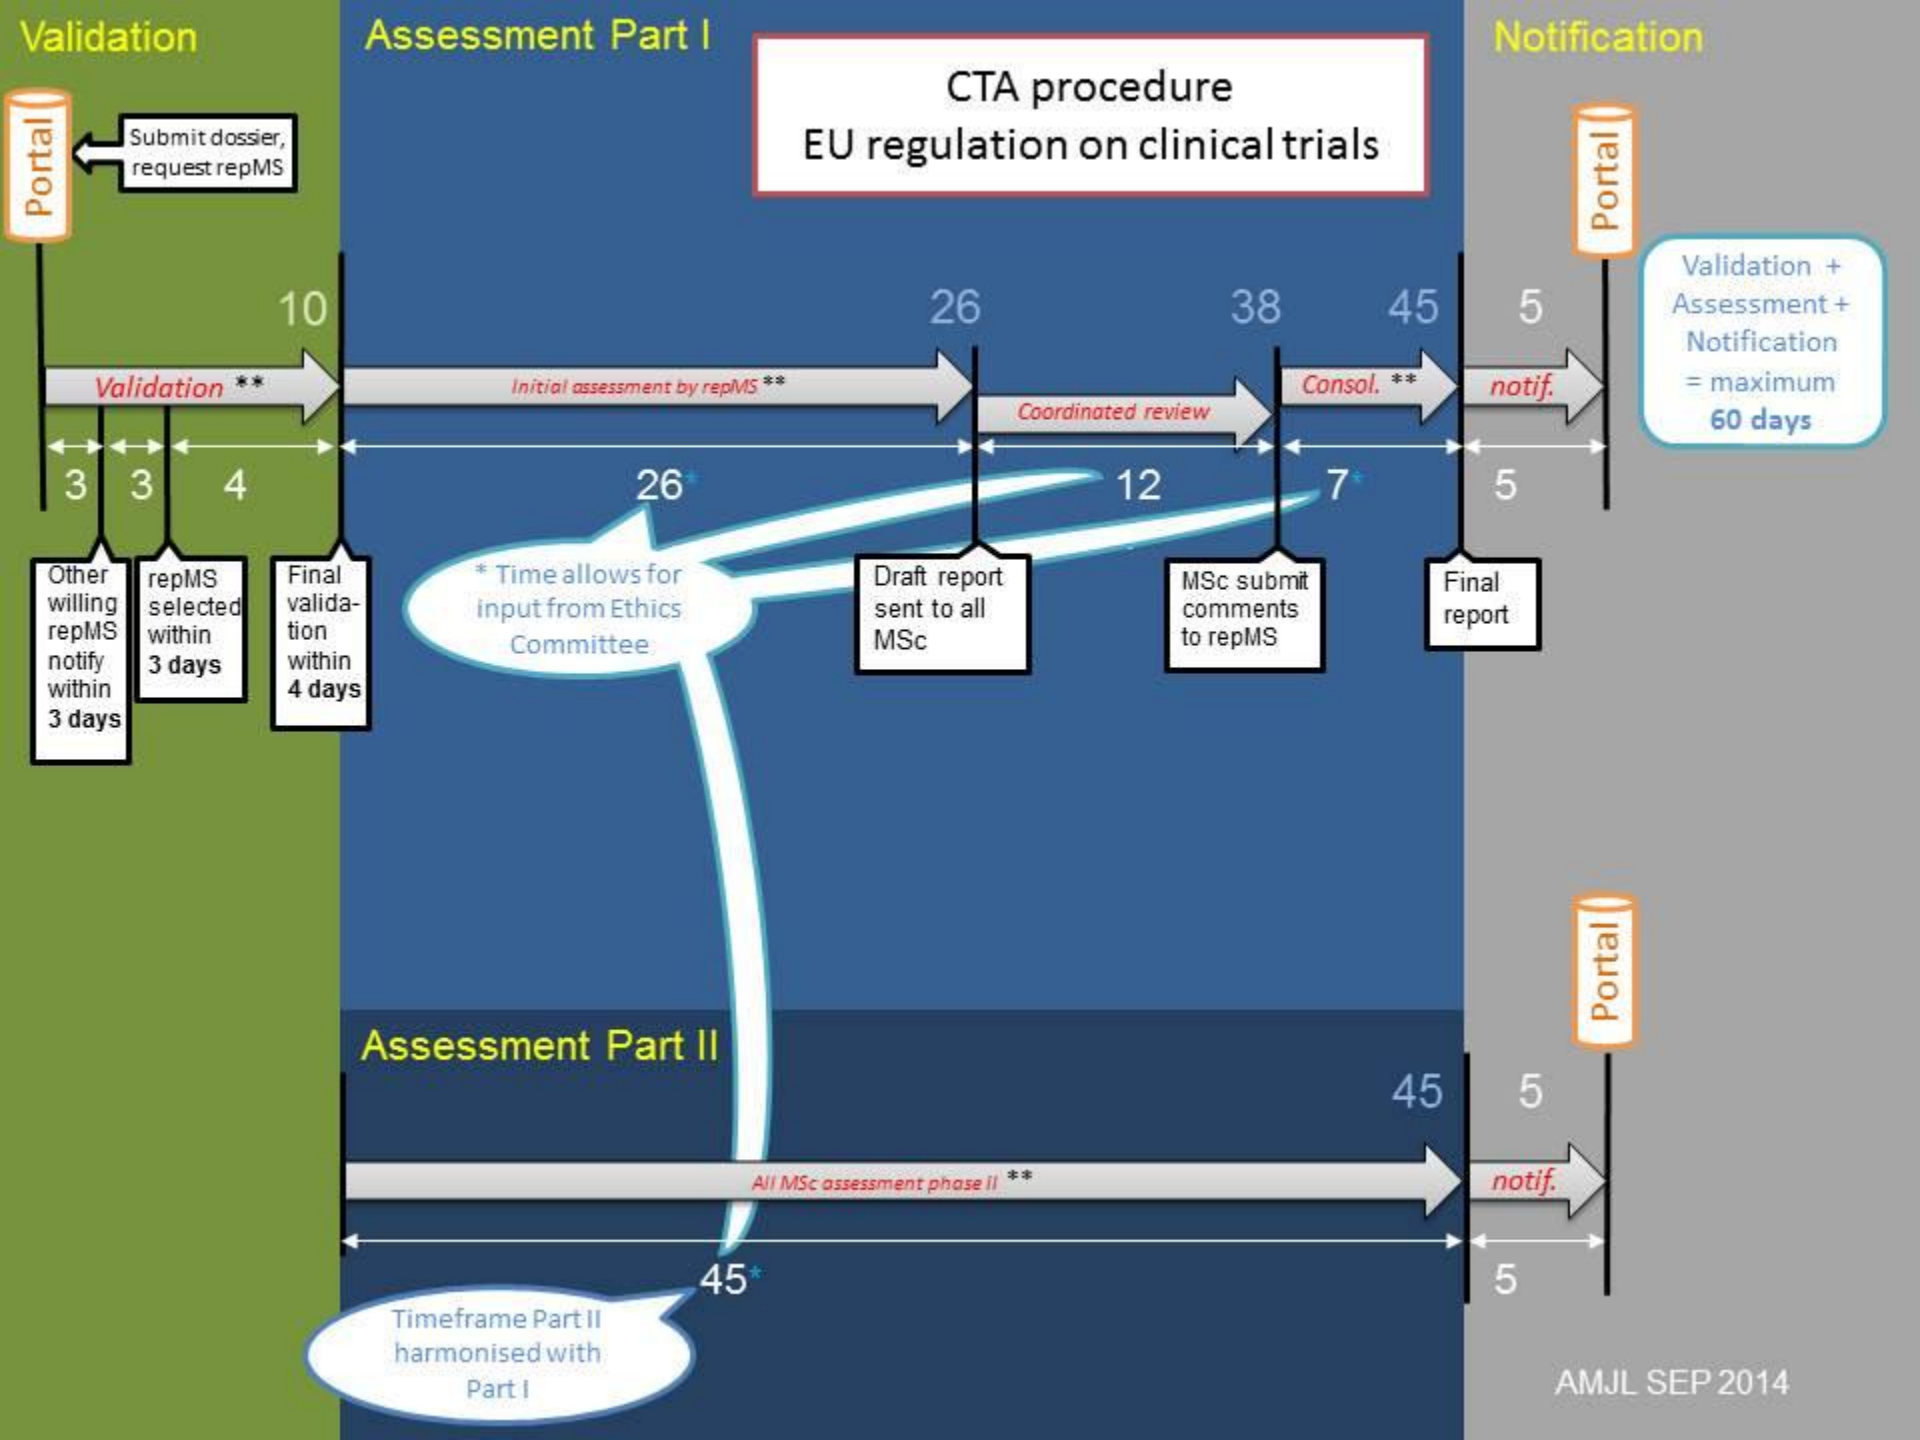 Validation
Assessment Part I
Notification
CTA procedure
EU regulation on clinical trials
Portal
Submit dossier,
request repMS
Portal
Validation +
Assessment +
Notification
= maximum
60 days
10
26
38
45
5
Validation **
Initial assessment by repMS **
Coordinated review
Consol. **
notif.
3
3
4
26*
12
7*
5
Other
willing
repMS
notify
within
3 days
repMS
selected
within
3 days
Final
valida-
tion
within
4 days
* Time allows for
input from Ethics
Committee
Draft report
sent to all
MSc
MSc submit
comments
to repMS
Final
report
Portal
Assessment Part II
45
5
All MSc assessment phase II **
notif.
45*
5
Timeframe Part II
harmonised with
Part I
AMJL SEP 2014